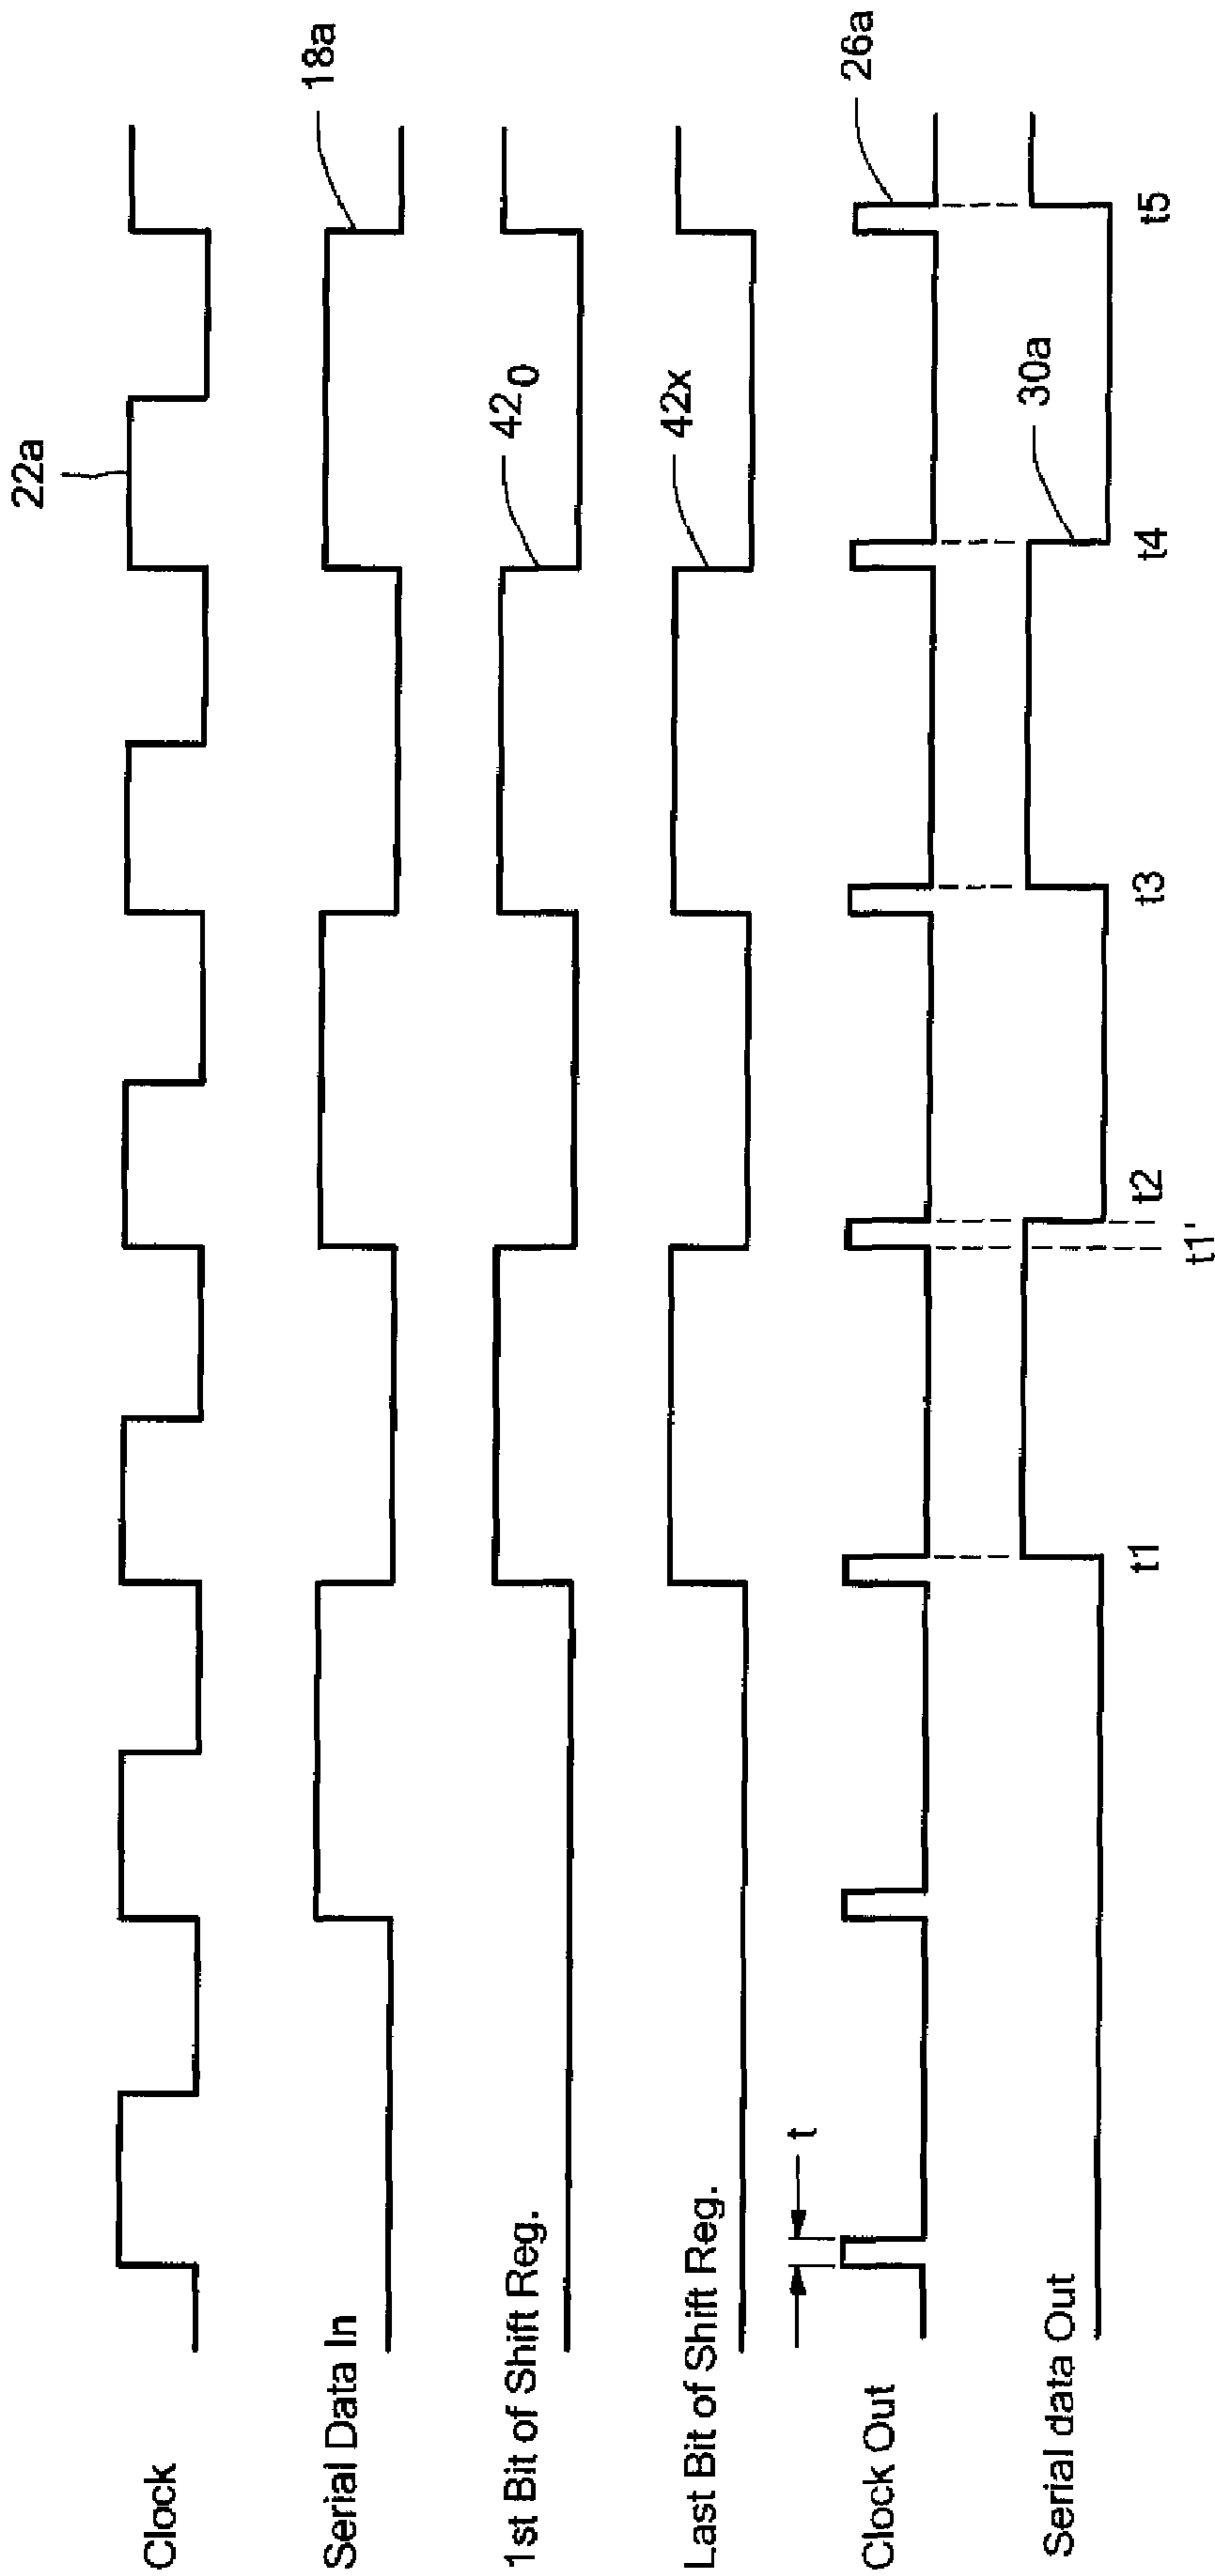 Clock
22a
Serial Data In
18a
1st Bit of Shift Reg.
42₀
Last Bit of Shift Reg.
42x
Clock Out
t
26a
Serial data Out
30a
t1
t1'
t2
t3
t4
t5